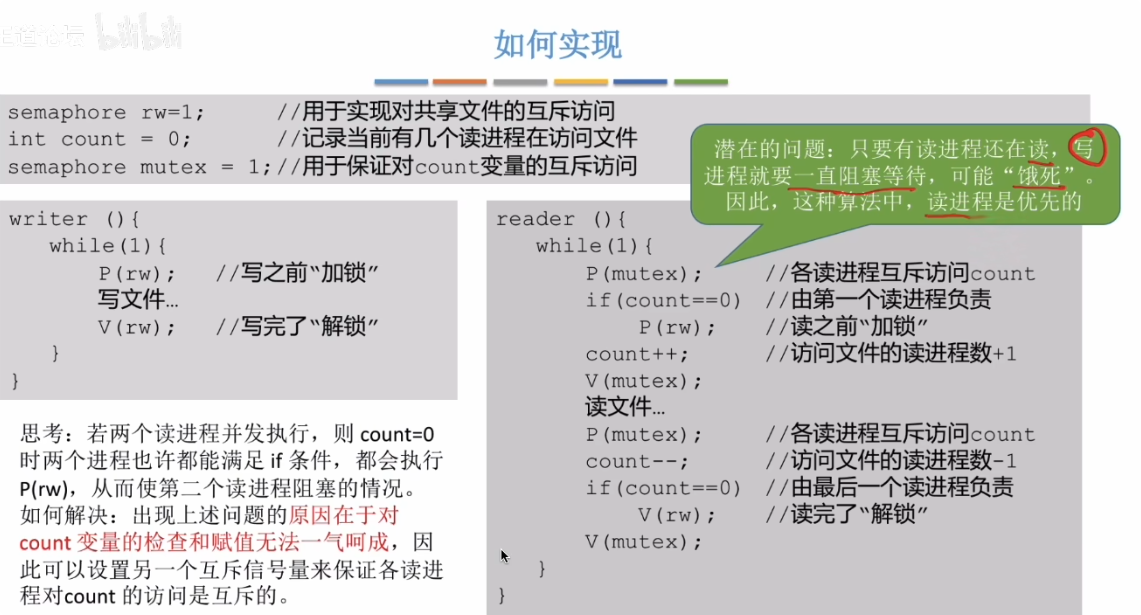 bilibili
如何实现
semaphore rw=1; //用于实现对共享文件的互斥访问
int count = 0; //记录当前有几个读进程在访问文件
semaphore mutex = 1;//用于保证对count变量的互斥访问
潜在的问题：只要有读进程还在读，写
进程就要一直阻塞等待，可能“饿死”。
因此，这种算法中，读进程是优先的
writer (){
while(1){
P(rw); //写之前“加锁”
写文件…
V(rw); //写完了“解锁”
}
}
思考：若两个读进程并发执行，则 count=0
时两个进程也许都能满足 if 条件，都会执行
P(rw)，从而使第二个读进程阻塞的情况。
如何解决：出现上述问题的原因在于对
count 变量的检查和赋值无法一气呵成，因
此可以设置另一个互斥信号量来保证各读进
程对count 的访问是互斥的。
reader (){
while(1){
P(mutex); //各读进程互斥访问count
if(count==0) //由第一个读进程负责
P(rw); //读之前“加锁”
count++; //访问文件的读进程数+1
V(mutex);
读文件…
P(mutex); //各读进程互斥访问count
count--; //访问文件的读进程数-1
if(count==0) //由最后一个读进程负责
V(rw); //读完了“解锁”
V(mutex);
}
}